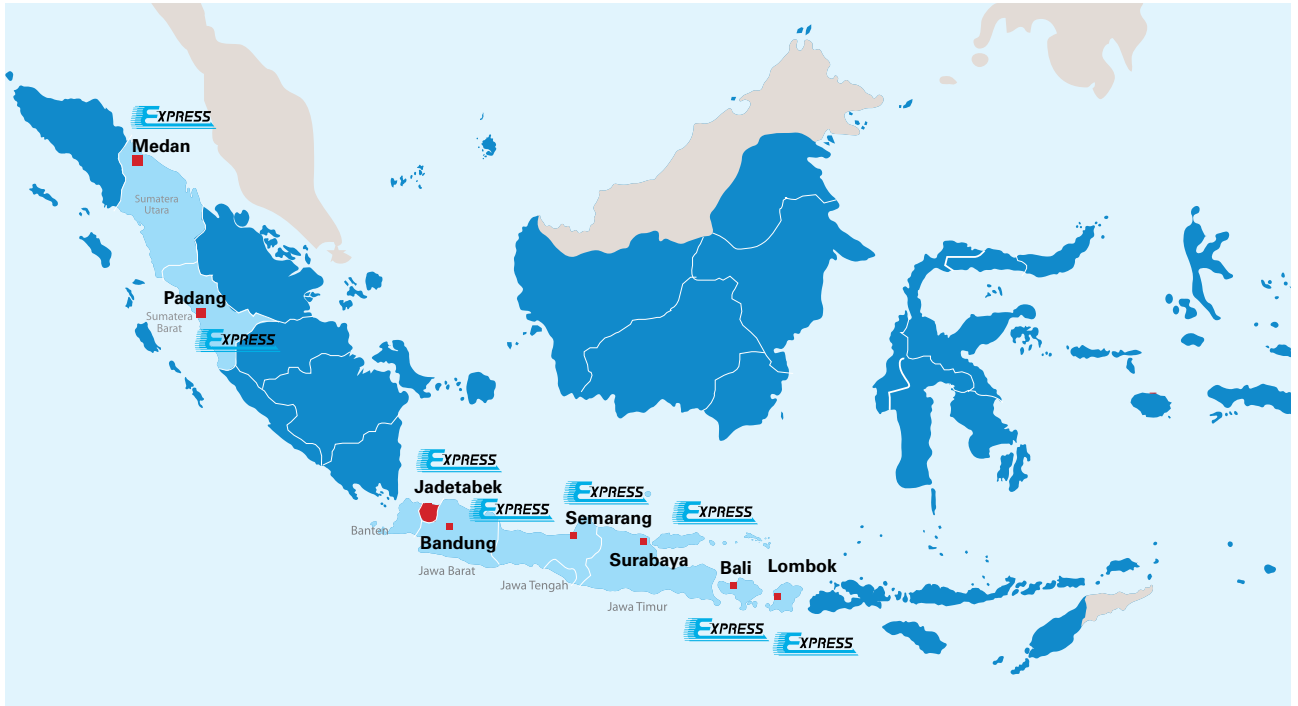 EXPRESS
Medan
Sumatera
Utara
Padang
Sumatera
Barat
EXPRESS
EXPRESS
Jadetabek
EXPRESS
EXPRESS
EXPRESS
Semarang
Banten
Bandung
Surabaya
Bali
Lombok
Jawa Barat
Jawa Tengah
Jawa Timur
EXPRESS
EXPRESS